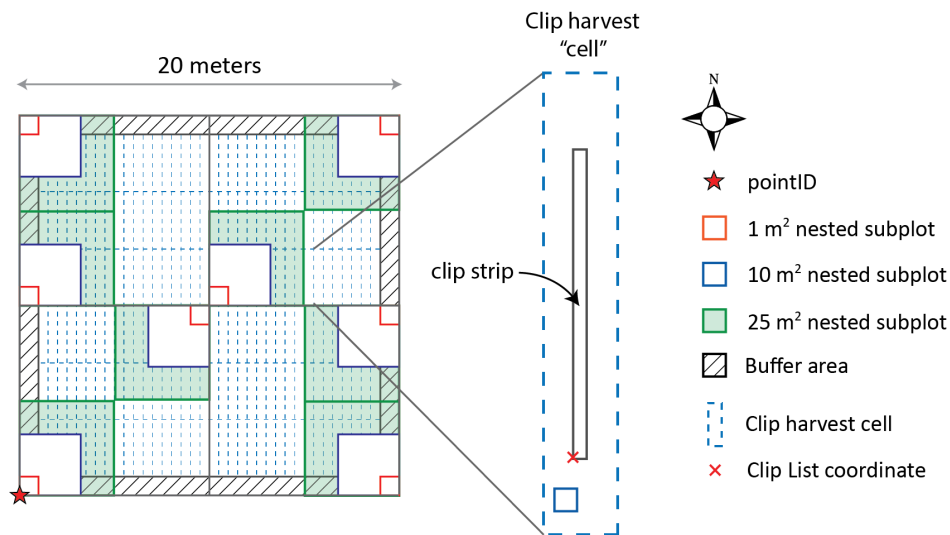 Clip harvest
“cell”
20 meters
N
pointID
1 m² nested subplot
10 m² nested subplot
clip strip
25 m² nested subplot
Buffer area
Clip harvest cell
Clip List coordinate